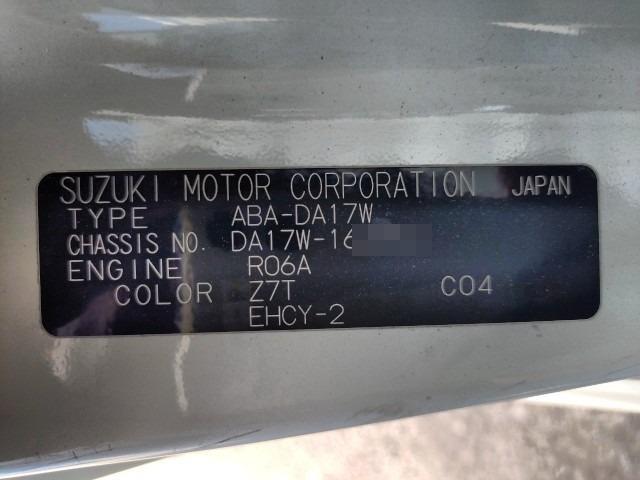 SUZUKI MOTOR CORPORATION JAPAN
TYPE ABA-DA17W
CHASSIS NO. DA17W-16
ENGINE R06A
COLOR Z7T C04
EHCY-2